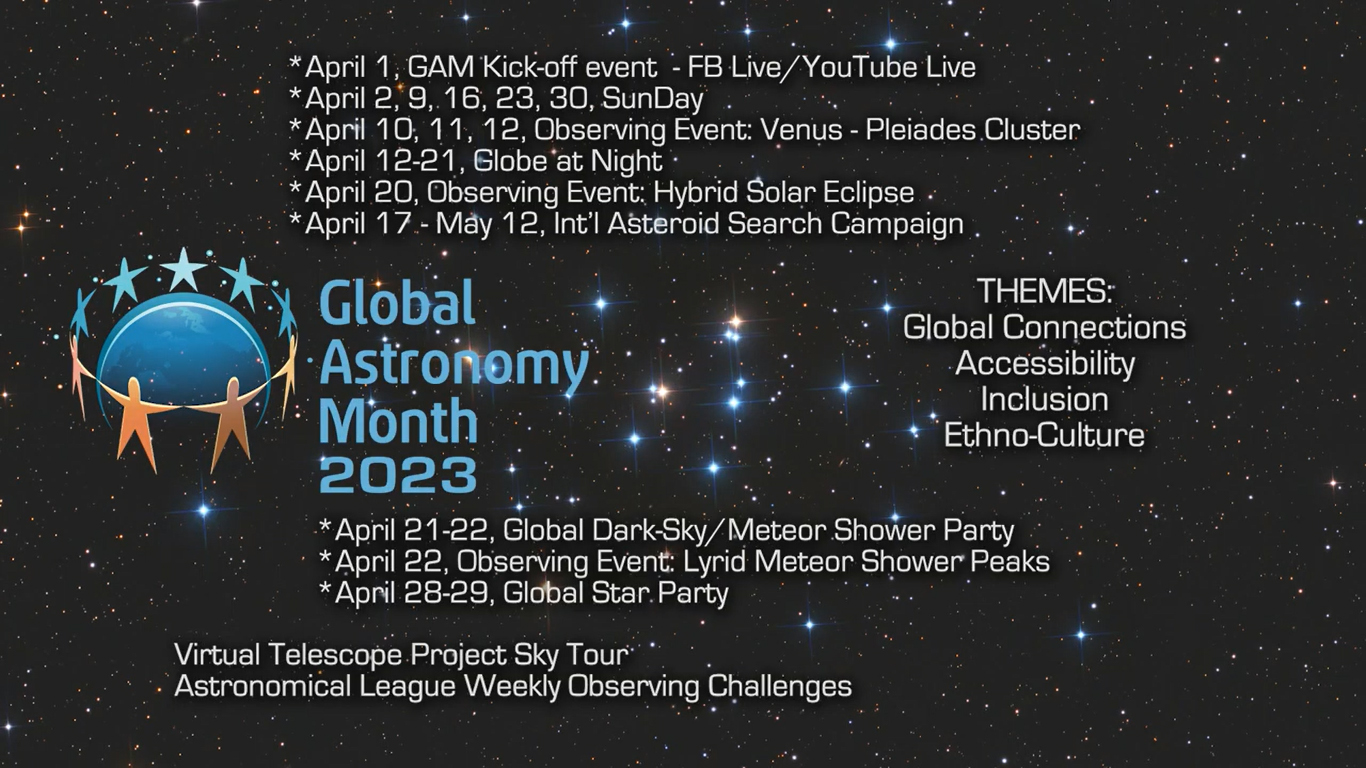 *April 1, GAM Kick-off event - FB Live/YouTube Live
*April 2, 9, 16, 23, 30, SunDay
*April 10, 11, 12, Observing Event: Venus - Pleiades Cluster
*April 12-21, Globe at Night
*April 20, Observing Event: Hybrid Solar Eclipse
*April 17 - May 12, Int'l Asteroid Search Campaign
Global
Astronomy
Month
2023
THEMES:
Global Connections
Accessibility
Inclusion
Ethno-Culture
*April 21-22, Global Dark-Sky/Meteor Shower Party
*April 22, Observing Event: Lyrid Meteor Shower Peaks
*April 28-29, Global Star Party
Virtual Telescope Project Sky Tour
Astronomical League Weekly Observing Challenges